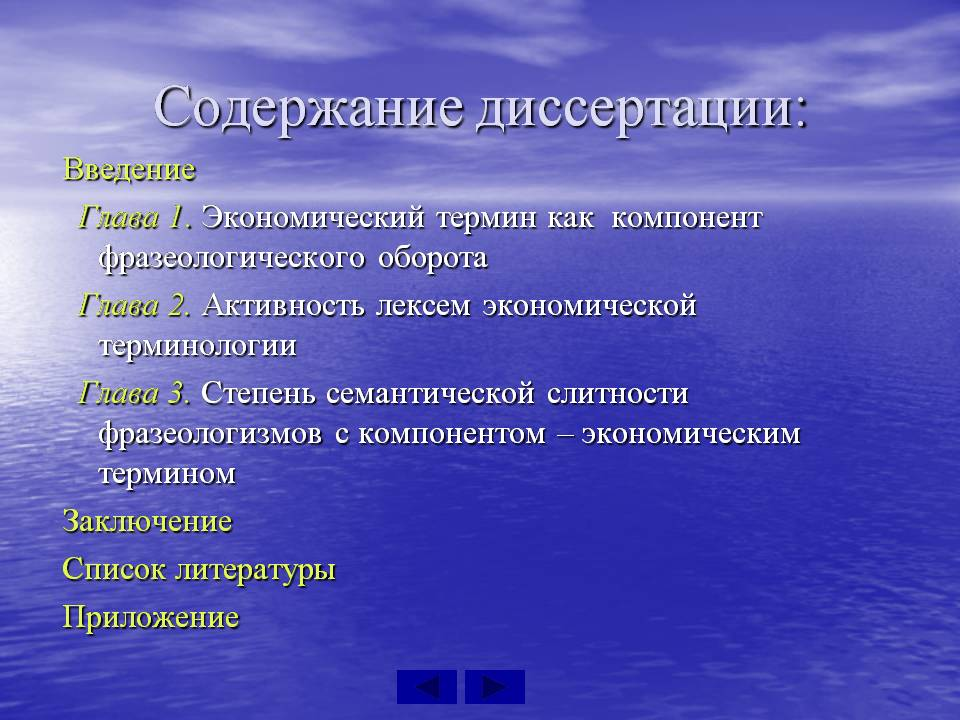 Содержание диссертации:
Введение
Глава 1. Экономический термин как компонент
фразеологического оборота
Глава 2. Активность лексем экономической
терминологии
Глава 3. Степень семантической слитности
фразеологизмов с компонентом – экономическим
термином
Заключение
Список литературы
Приложение